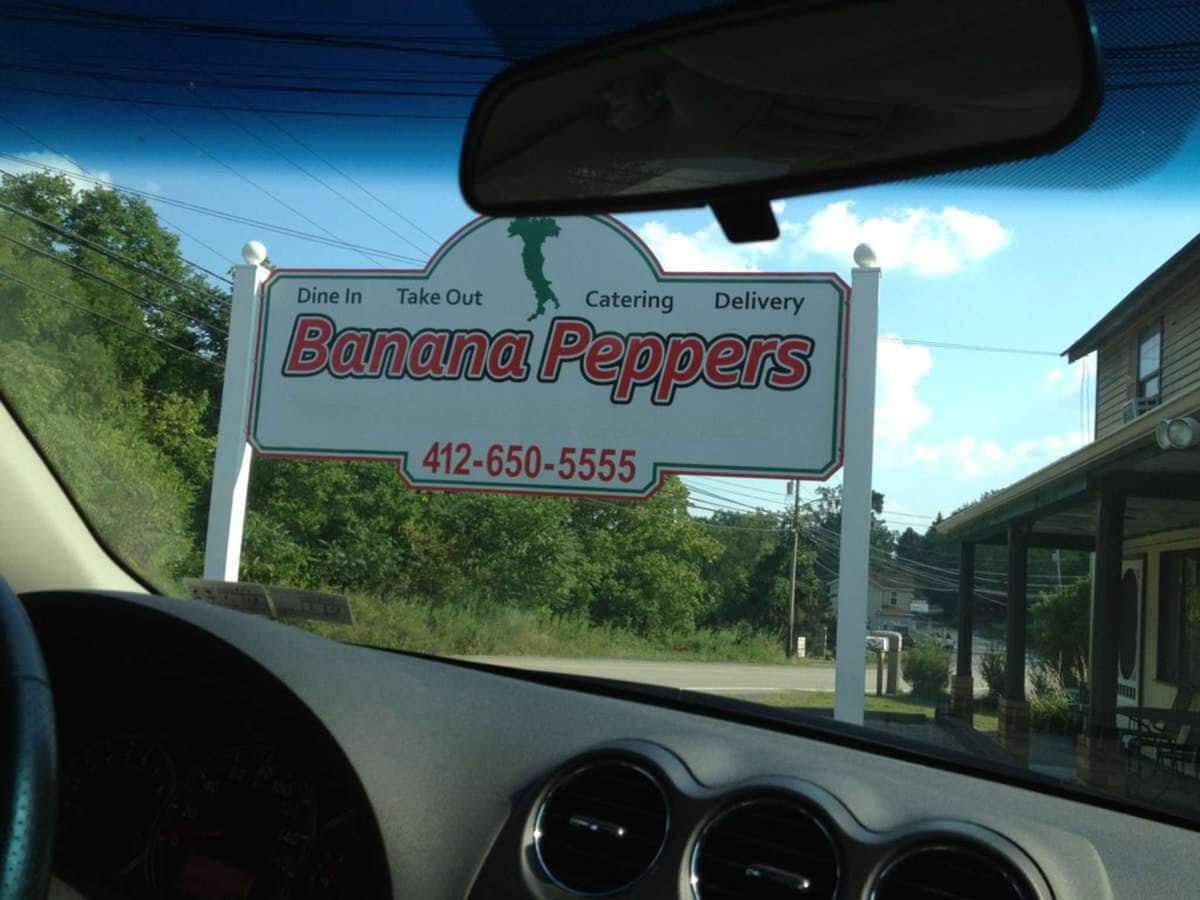 Dine In Take Out Catering Delivery
Banana Peppers
412-650-5555